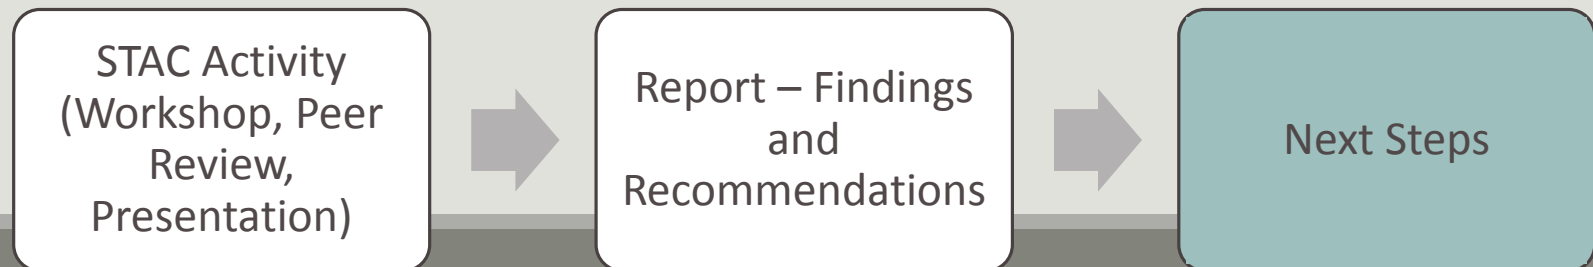 STAC Activity
(Workshop, Peer
Review,
Presentation)
Report – Findings
and
Recommendations
Next Steps